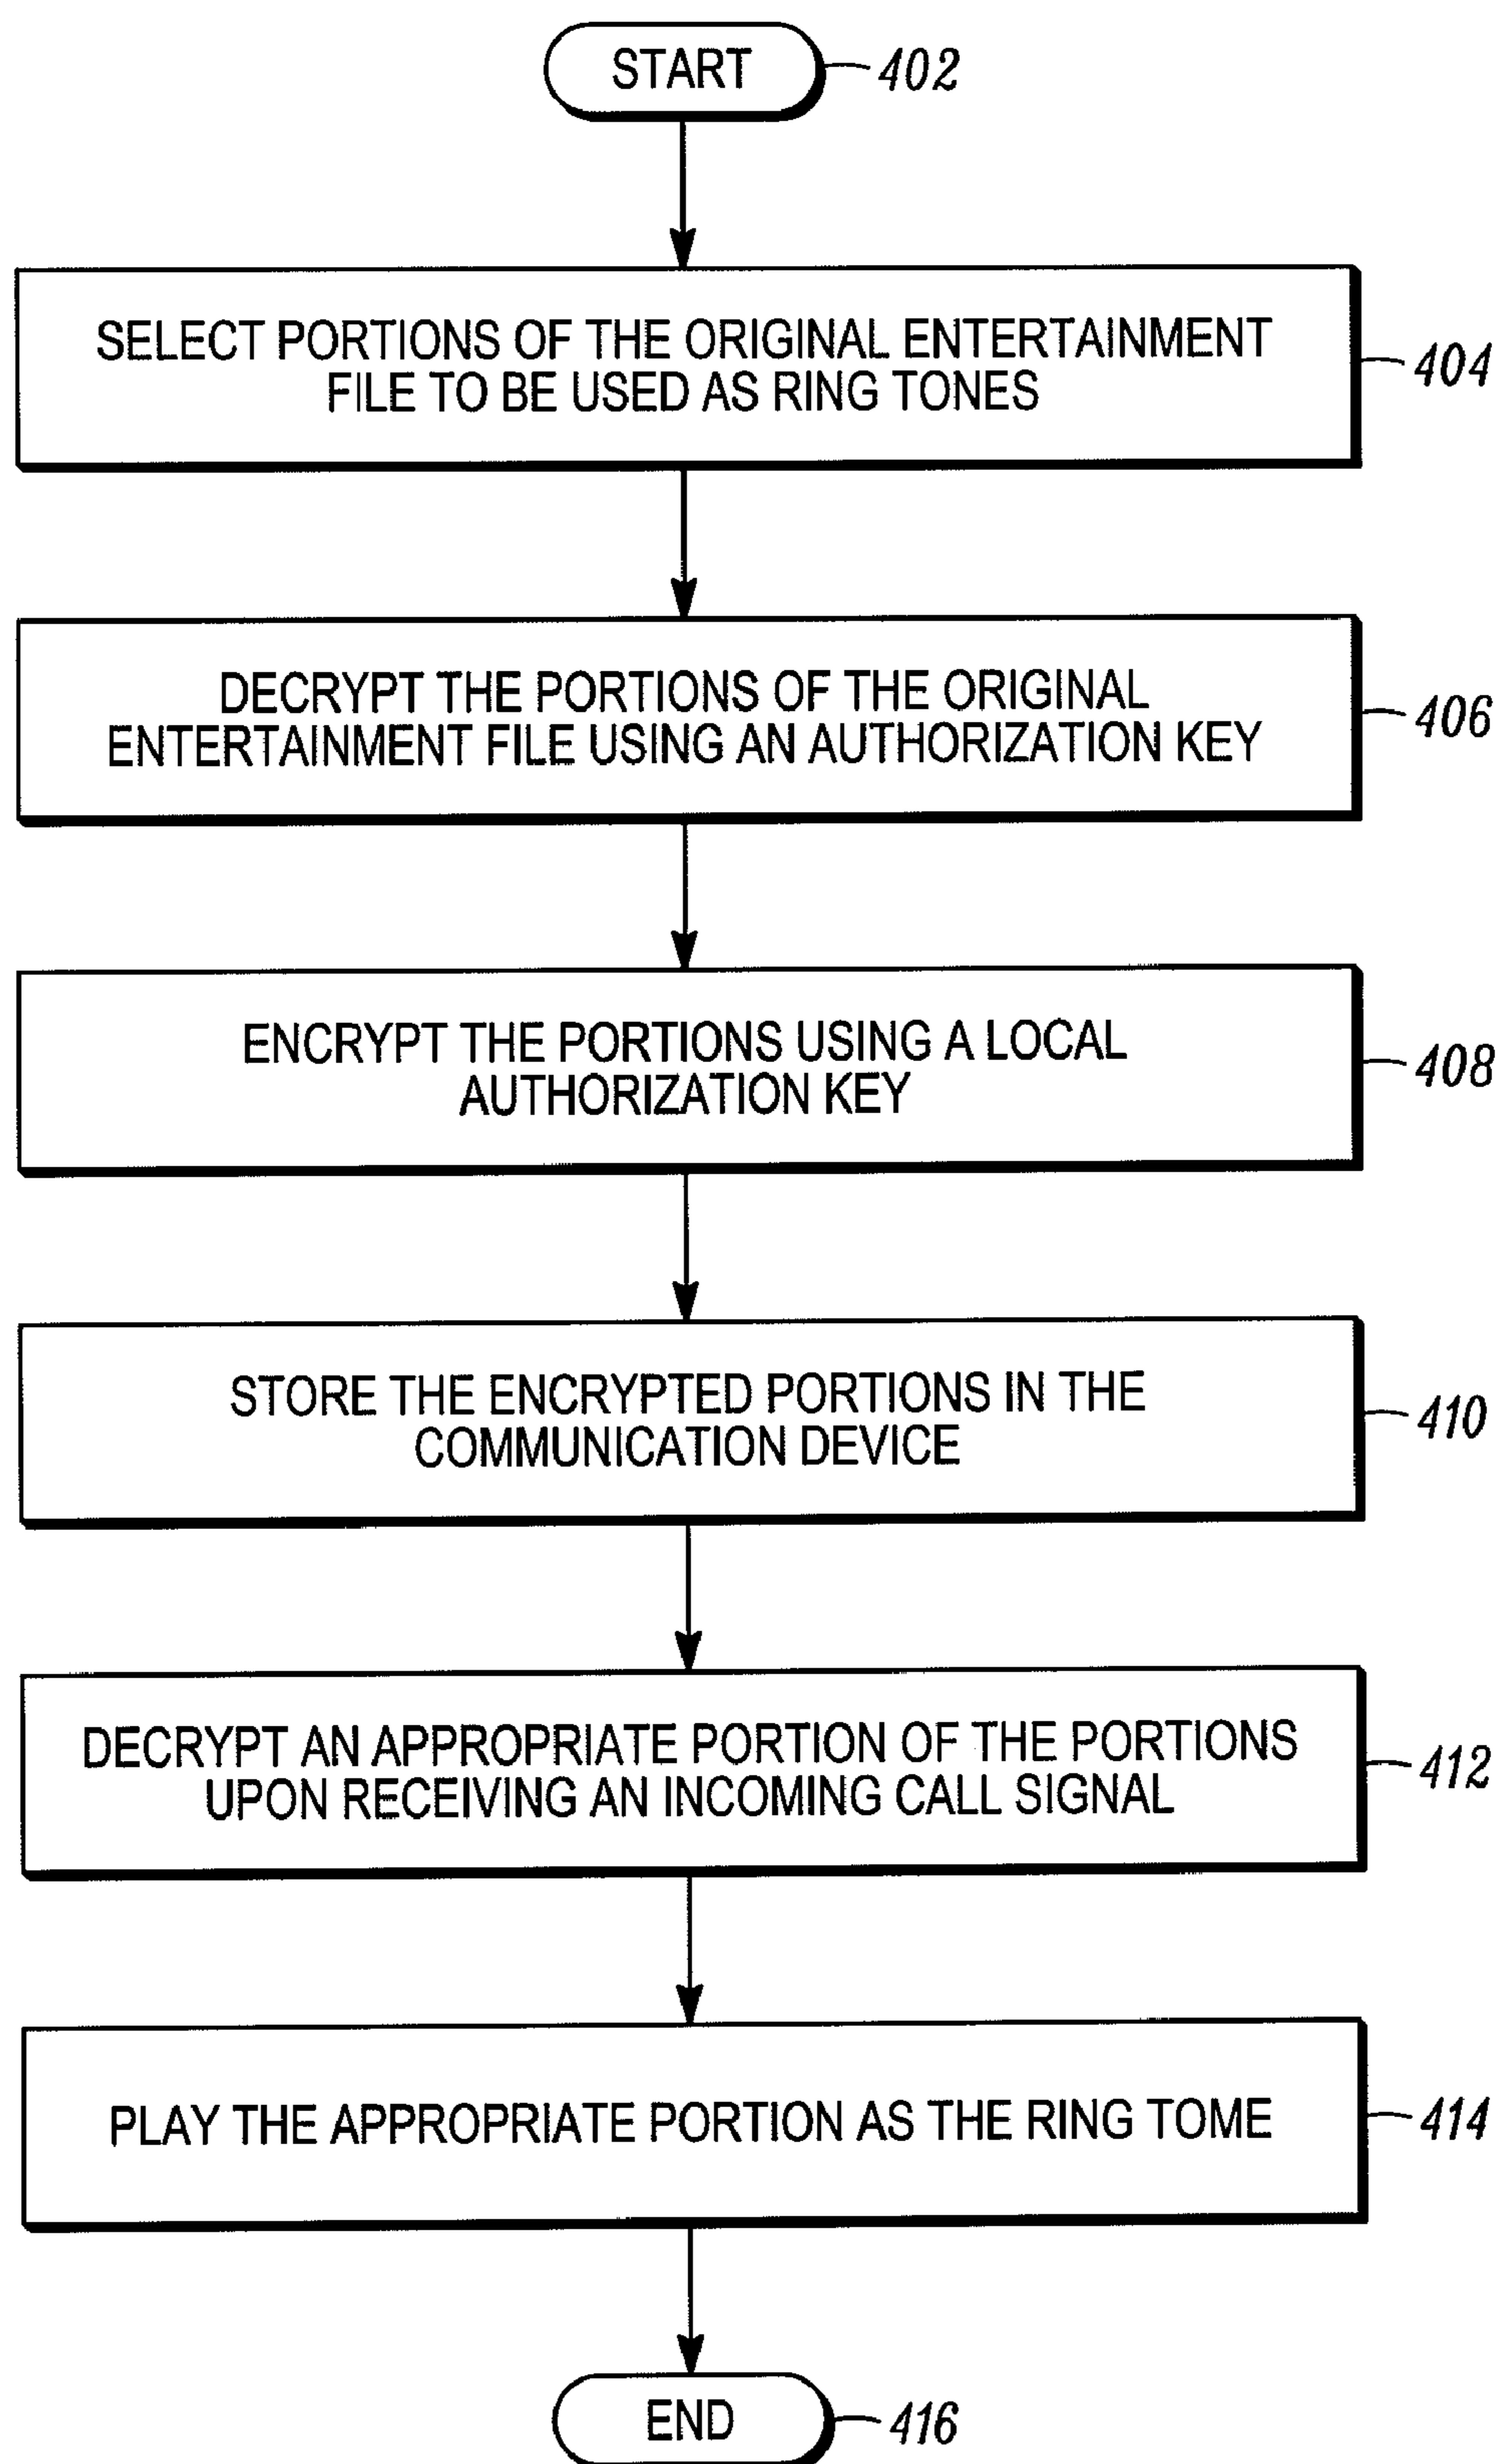 START
402
SELECT PORTIONS OF THE ORIGINAL ENTERTAINMENT
FILE TO BE USED AS RING TONES
404
DECRYPT THE PORTIONS OF THE ORIGINAL
ENTERTAINMENT FILE USING AN AUTHORIZATION KEY
406
ENCRYPT THE PORTIONS USING A LOCAL
AUTHORIZATION KEY
408
STORE THE ENCRYPTED PORTIONS IN THE
COMMUNICATION DEVICE
410
DECRYPT AN APPROPRIATE PORTION OF THE PORTIONS
UPON RECEIVING AN INCOMING CALL SIGNAL
412
PLAY THE APPROPRIATE PORTION AS THE RING TOME
414
END
416